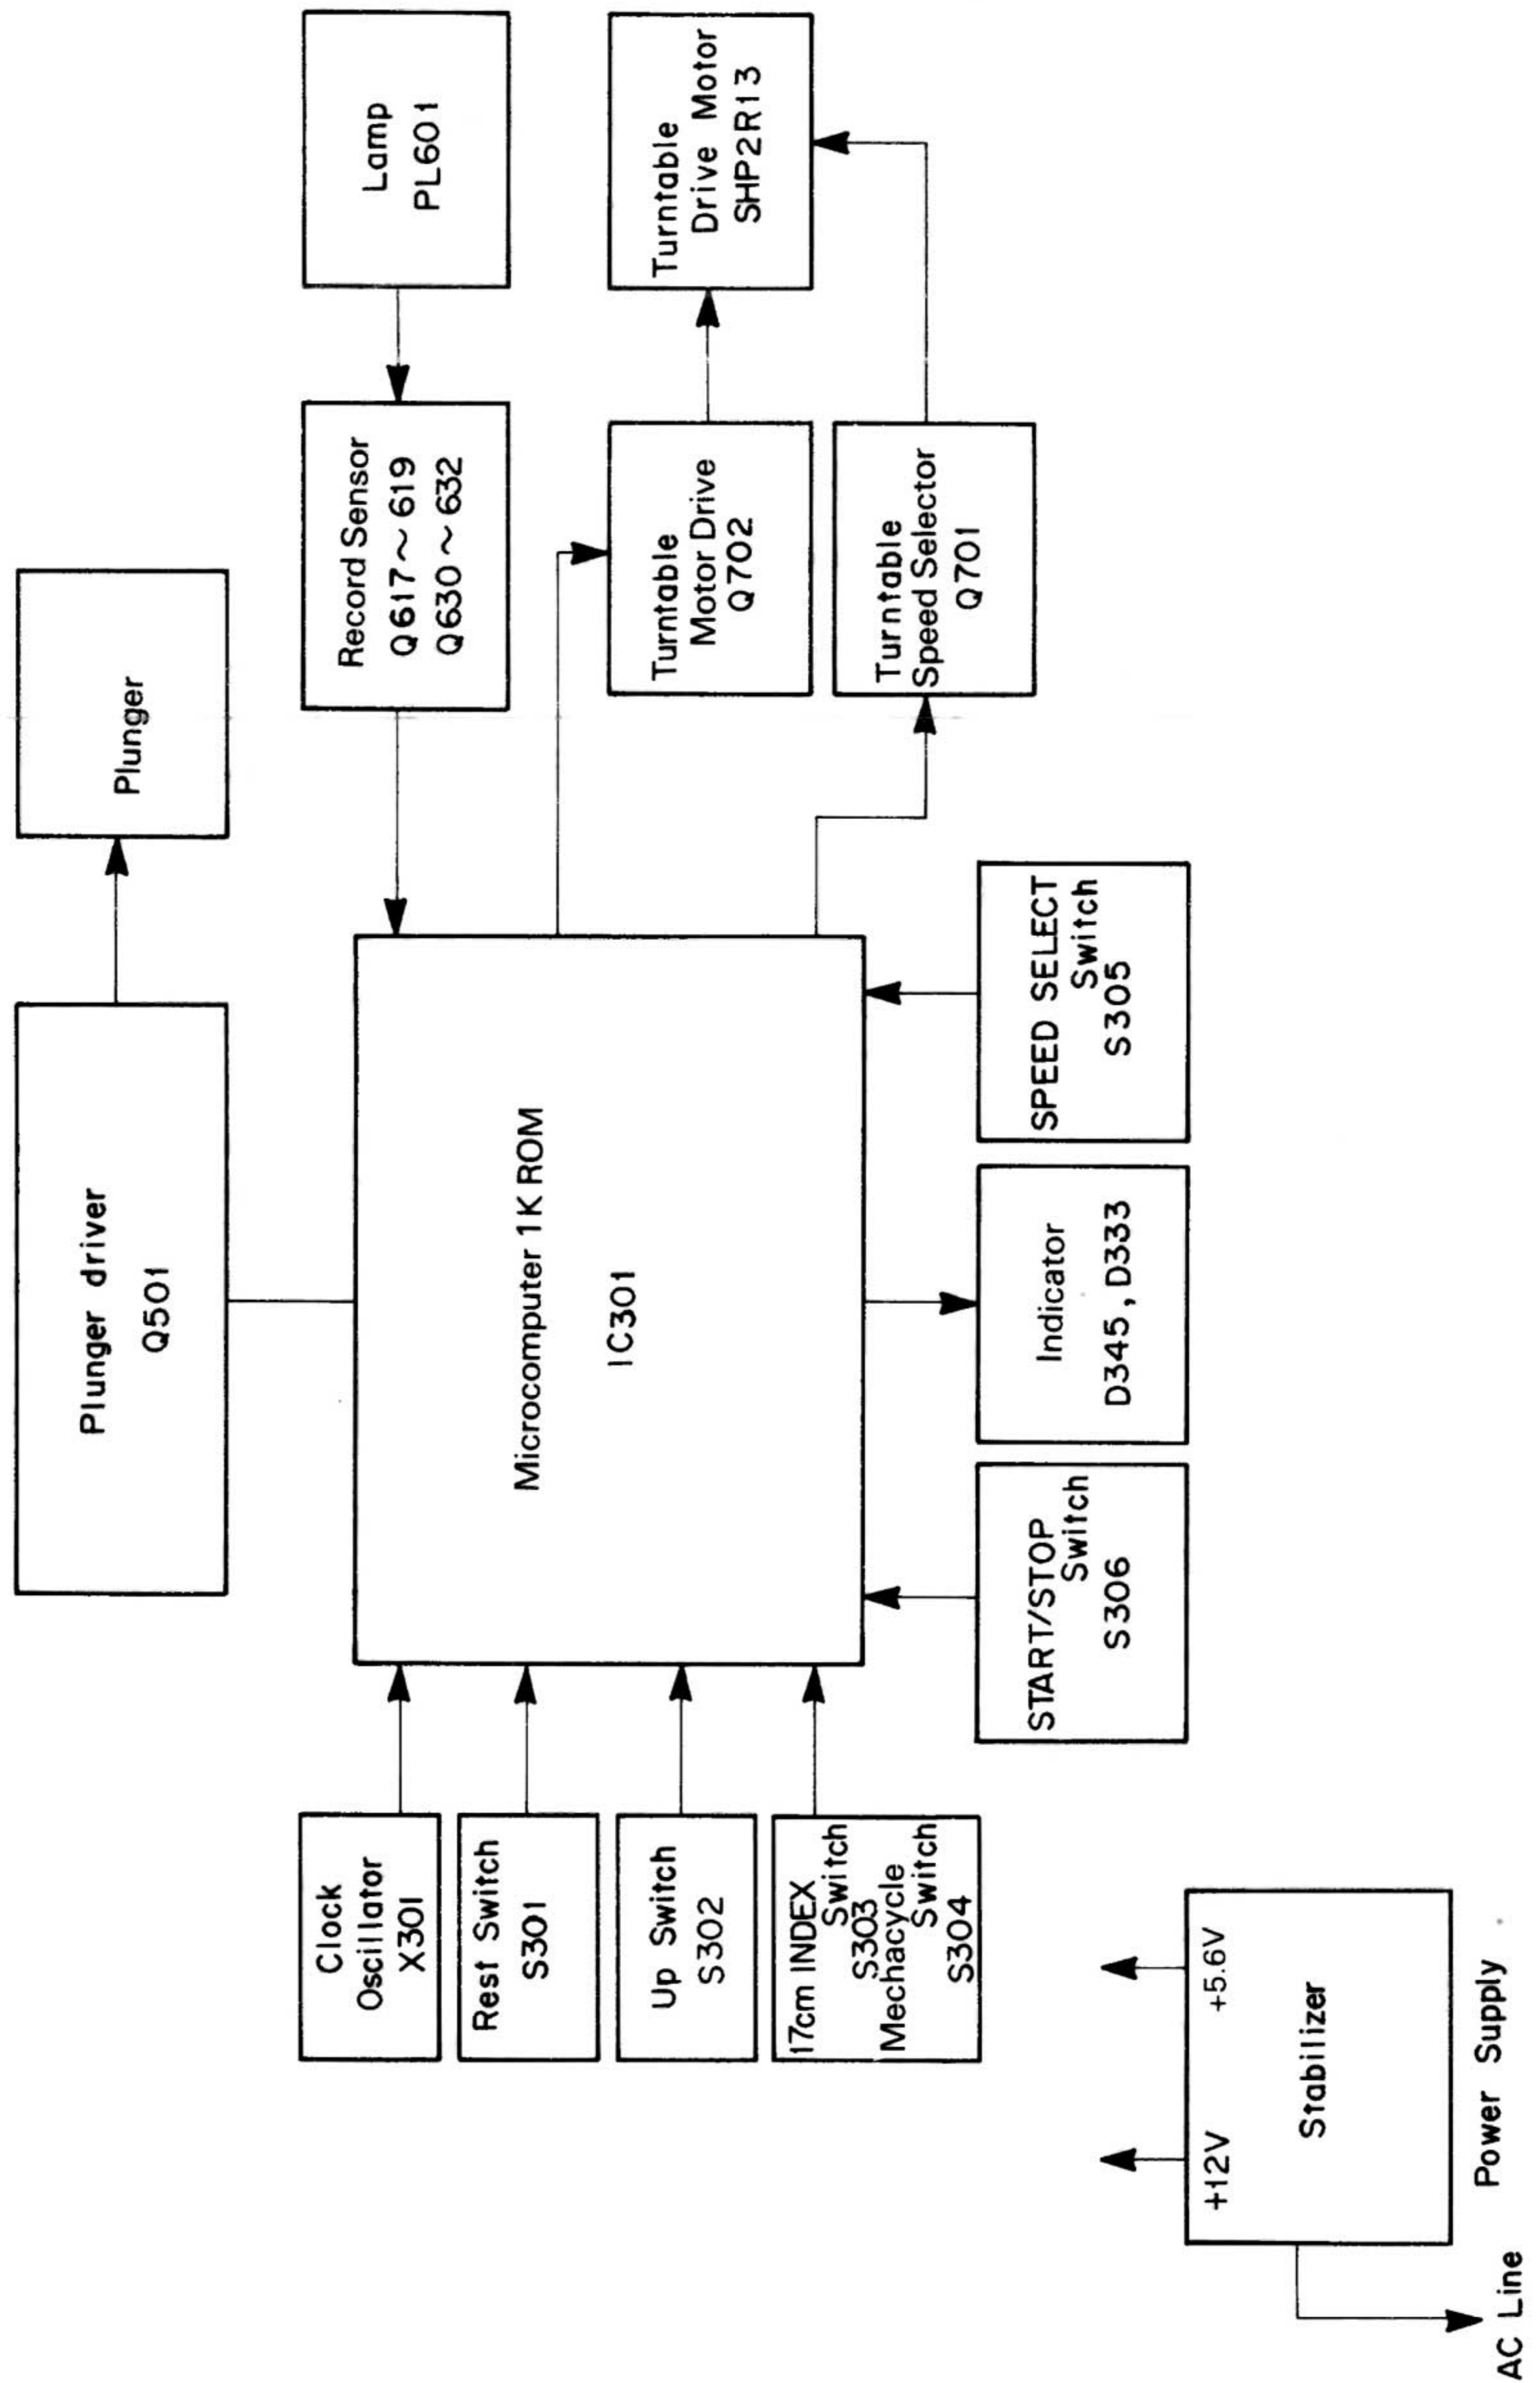 Plunger driver
Q501
Plunger
Clock
Oscillator
X301
Rest Switch
S301
Up Switch
S302
17cm INDEX
Switch
S303
Mechacycle
Switch
S304
Microcomputer 1K ROM
IC301
Record Sensor
Q617~619
Q630~632
Lamp
PL601
Turntable
Motor Drive
Q702
Turntable
Drive Motor
SHP2R13
Turntable
Speed Selector
Q701
START/STOP
Switch
S306
Indicator
D345, D333
SPEED SELECT
Switch
S305
+12V
+5.6V
Stabilizer
Power Supply
AC Line